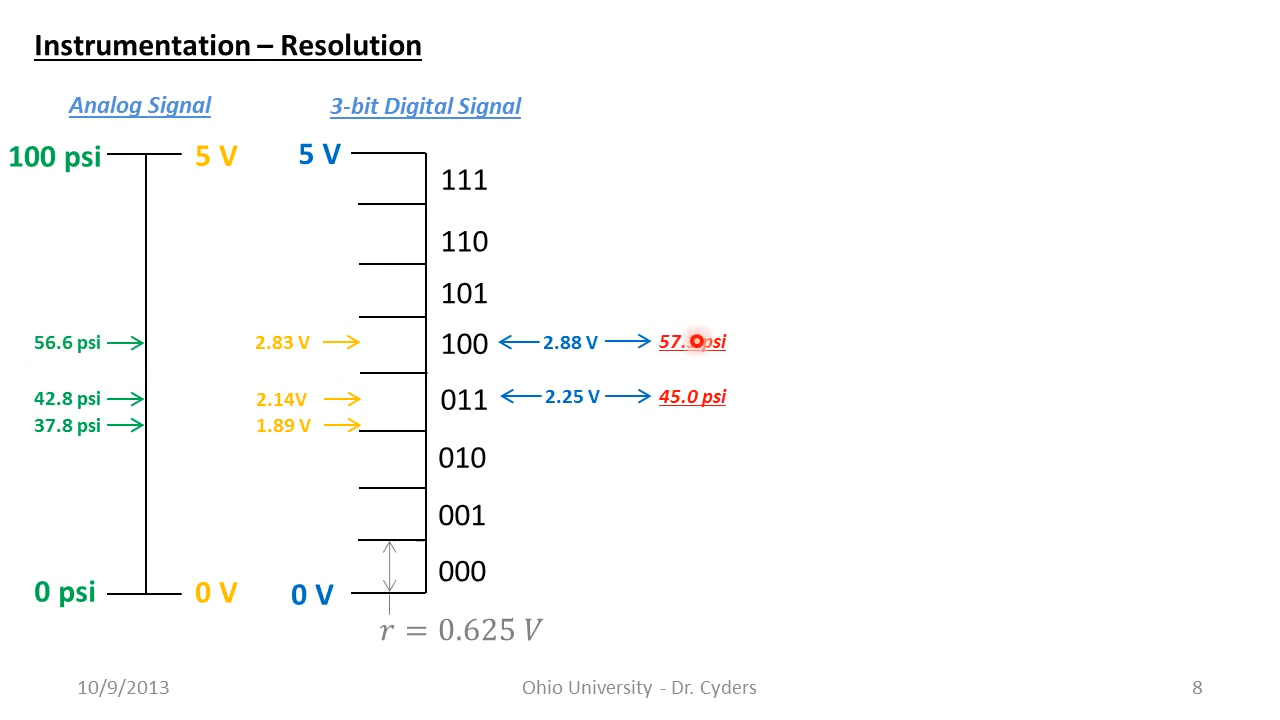 Instrumentation – Resolution
Analog Signal
3-bit Digital Signal
100 psi
5 V
5 V
111
110
101
56.6 psi
2.83 V
100
2.88 V
psi
42.8 psi
2.14V
011
2.25 V
45.0 psi
37.8 psi
1.89 V
010
001
000
0 psi
0 V
0 V
r = 0.625 V
10/9/2013
Ohio University - Dr. Cyders
8